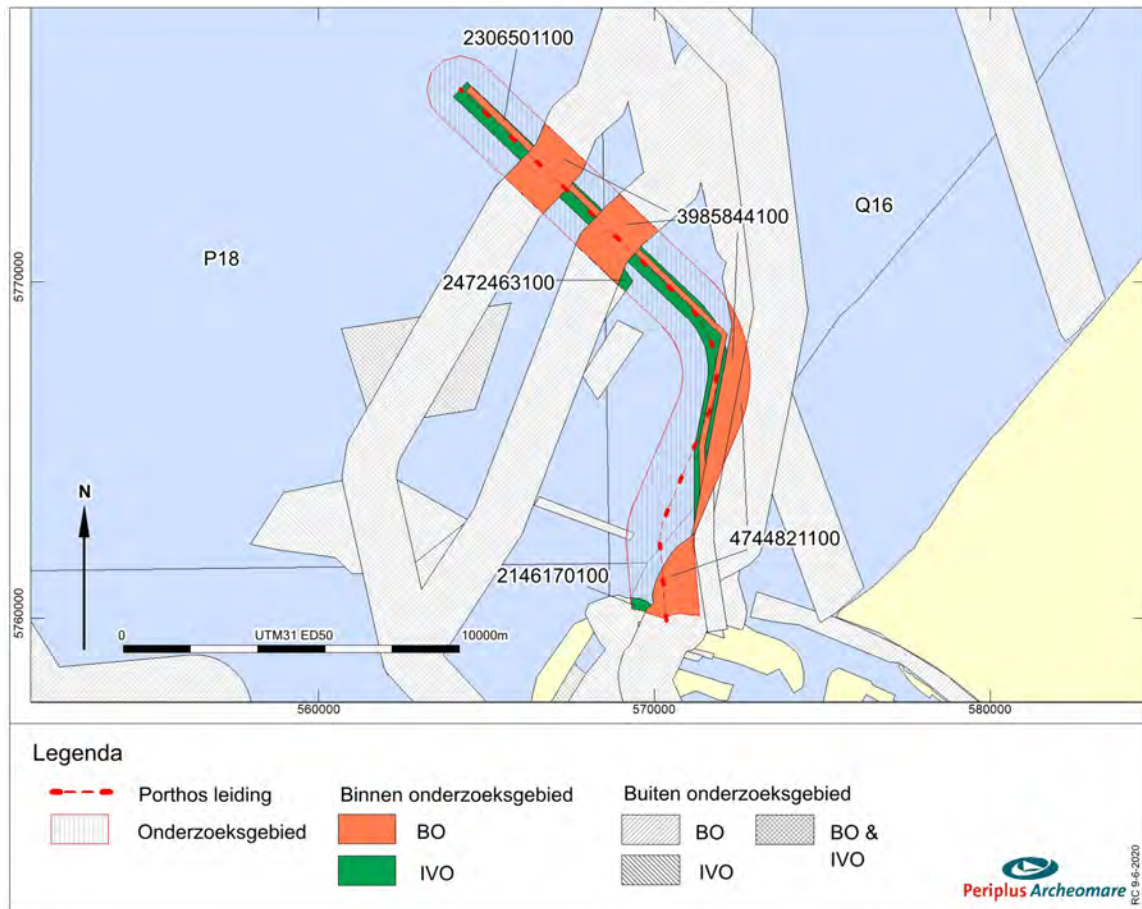 2306501100
P18
Q16
3985844100
2472463100
5770000
N
4744821100
2146170100
5760000
0
UTM31 ED50
10000m
560000
570000
580000
Legenda
Porthos leiding
Onderzoeksgebied
Binnen onderzoeksgebied
BO
IVO
Buiten onderzoeksgebied
BO
IVO
BO &
IVO
Periplus Archeomare
RC 9-6-2020